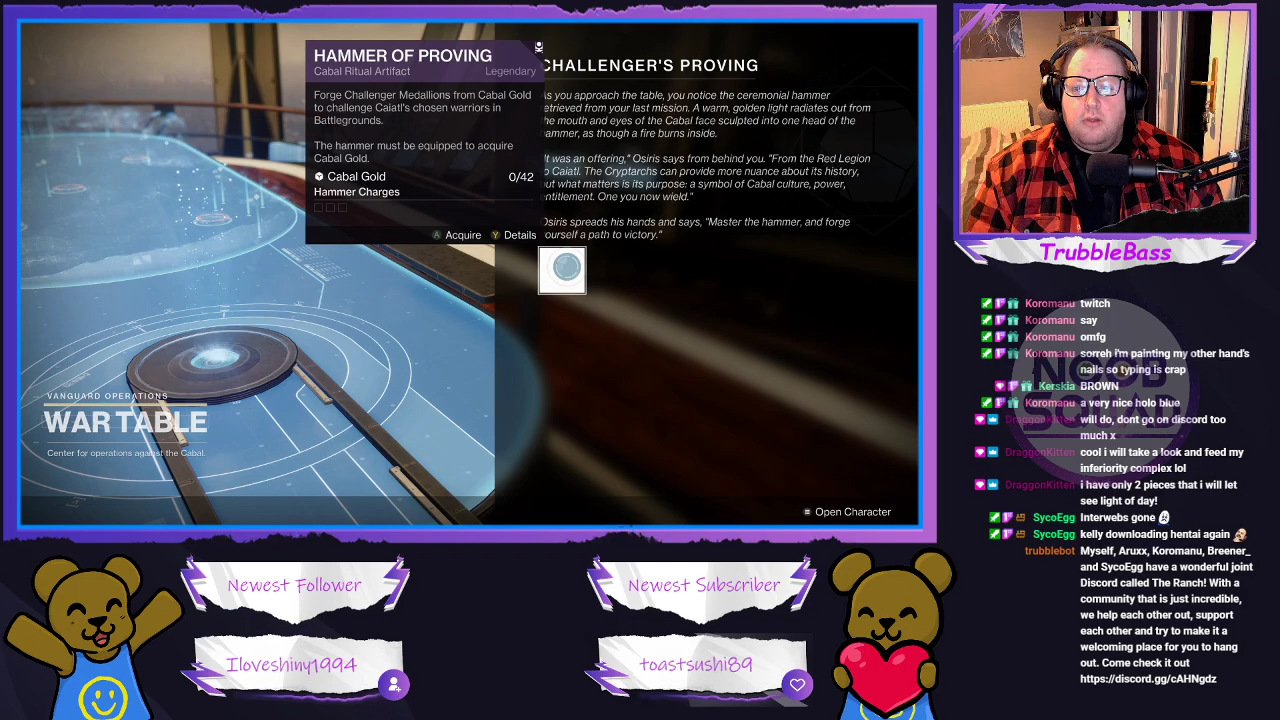 HAMMER OF PROVING
Cabal Ritual Artifact Legendary
Forge Challenger Medallions from Cabal Gold
to challenge Caiatl's chosen warriors in
Battlegrounds.
The hammer must be equipped to acquire
Cabal Gold.
Cabal Gold 0/42
Hammer Charges
A Acquire Y Details
CHALLENGER'S PROVING
As you approach the table, you notice the ceremonial hammer
retrieved from your last mission. A warm, golden light radiates out from
the mouth and eyes of the Cabal face sculpted into one head of the
hammer, as though a fire burns inside.
"It was an offering," Osiris says from behind you. "From the Red Legion
to Caiatl. The Cryptarchs can provide more nuance about its history,
but what matters is its purpose: a symbol of Cabal culture, power,
entitlement. One you now wield."
Osiris spreads his hands and says, "Master the hammer, and forge
yourself a path to victory."
VANGUARD OPERATIONS
WAR TABLE
Center for operations against the Cabal.
Open Character
TrubbleBass
NOOB
SQUAD
Koromanu twitch
Koromanu say
Koromanu omfg
Koromanu sorreh i'm painting my other hand's
nails so typing is crap
Kerskia BROWN
Koromanu a very nice holo blue
DraggonKitten will do, dont go on discord too
much x
DraggonKitten cool i will take a look and feed my
inferiority complex lol
DraggonKitten i have only 2 pieces that i will let
see light of day!
SycoEgg Interwebs gone
SycoEgg kelly downloading hentai again
trubblebot Myself, Aruxx, Koromanu, Breener_
and SycoEgg have a wonderful joint
Discord called The Ranch! With a
community that is just incredible,
we help each other out, support
each other and try to make it a
welcoming place for you to hang
out. Come check it out
https://discord.gg/cAHNgdz
Newest Follower
Iloveshiny1994
Newest Subscriber
toastsushi89